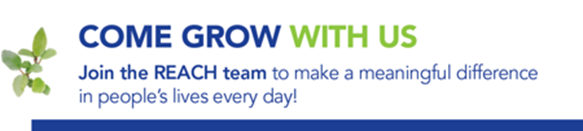 COME GROW WITH US
Join the REACH team to make a meaningful difference
in people's lives every day!